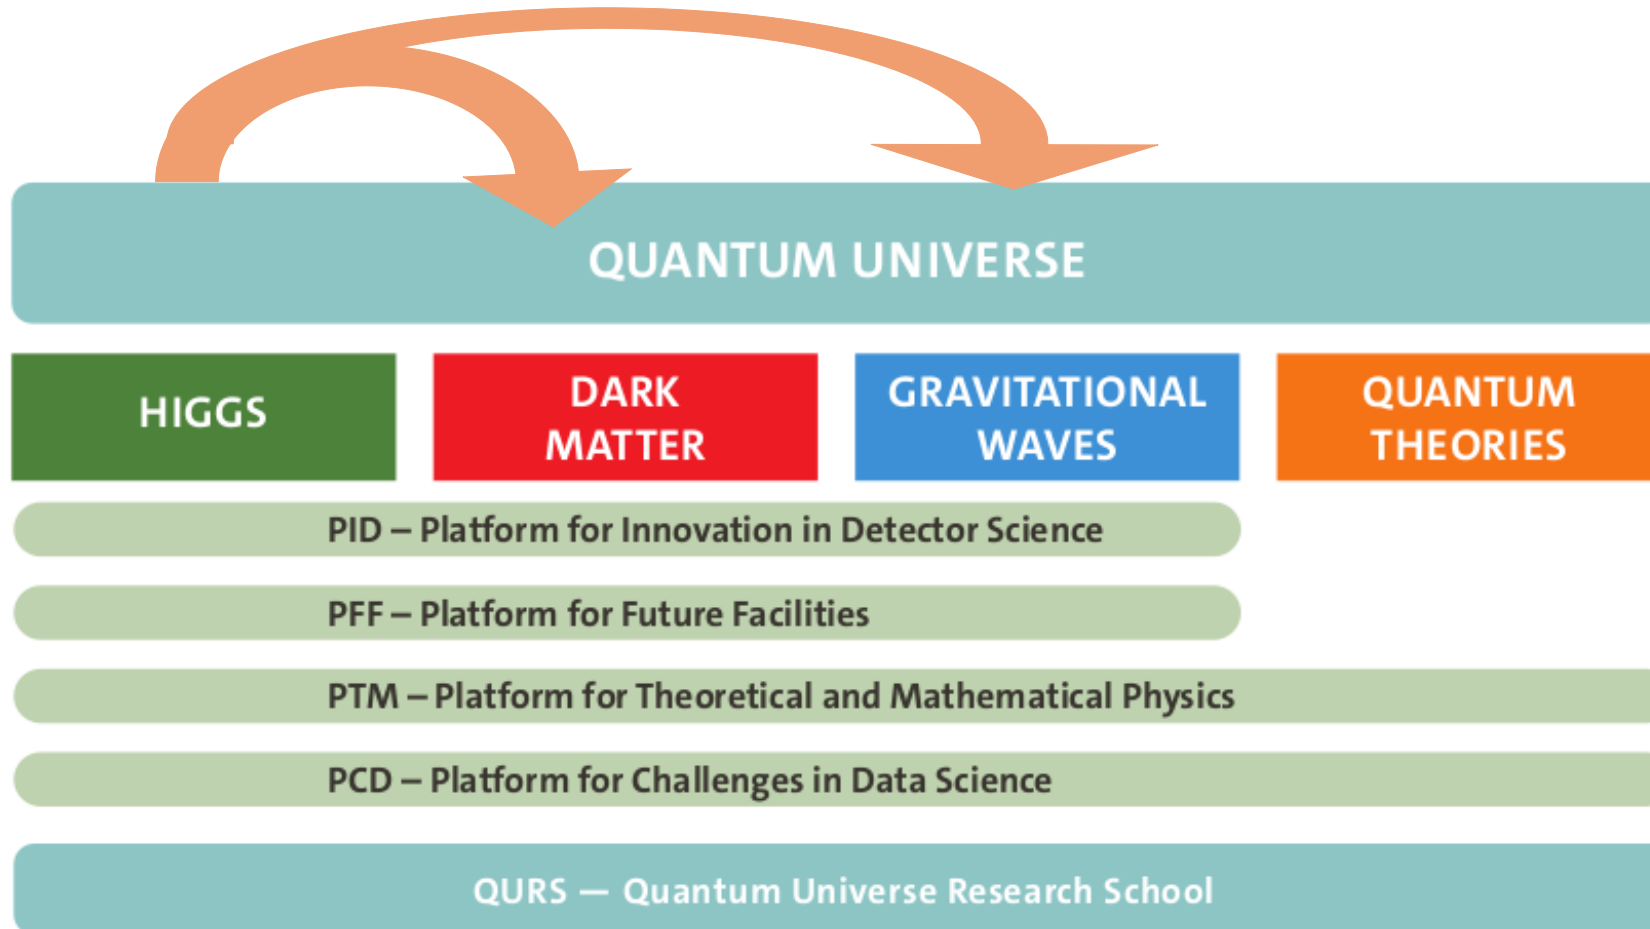 QUANTUM UNIVERSE
HIGGS
DARK
MATTER
GRAVITATIONAL
WAVES
QUANTUM
THEORIES
PID – Platform for Innovation in Detector Science
PFF – Platform for Future Facilities
PTM – Platform for Theoretical and Mathematical Physics
PCD – Platform for Challenges in Data Science
QURS — Quantum Universe Research School